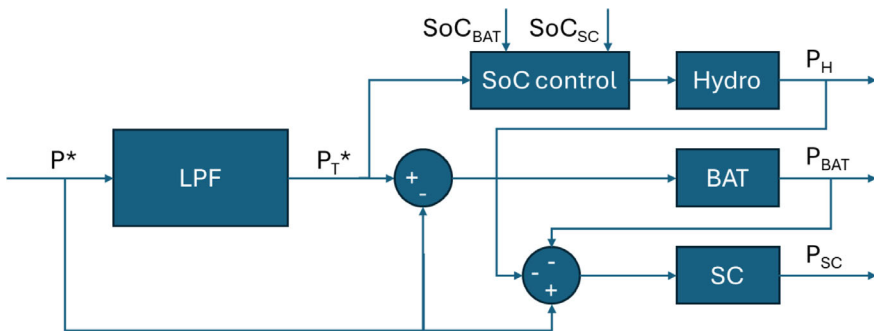 SoC_BAT SoC_SC
SoC control
Hydro
P_H
P*
LPF
P_T*
+
-
BAT
P_BAT
-
-
+
SC
P_SC